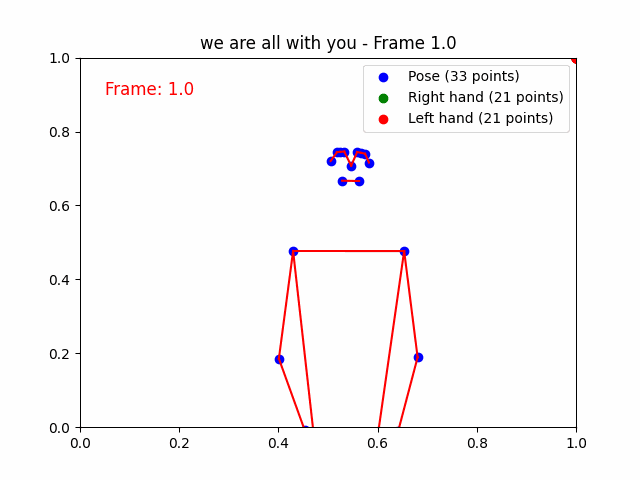 we are all with you - Frame 1.0
Frame: 1.0
Pose (33 points)
Right hand (21 points)
Left hand (21 points)
1.0
0.8
0.6
0.4
0.2
0.0
0.0 0.2 0.4 0.6 0.8 1.0